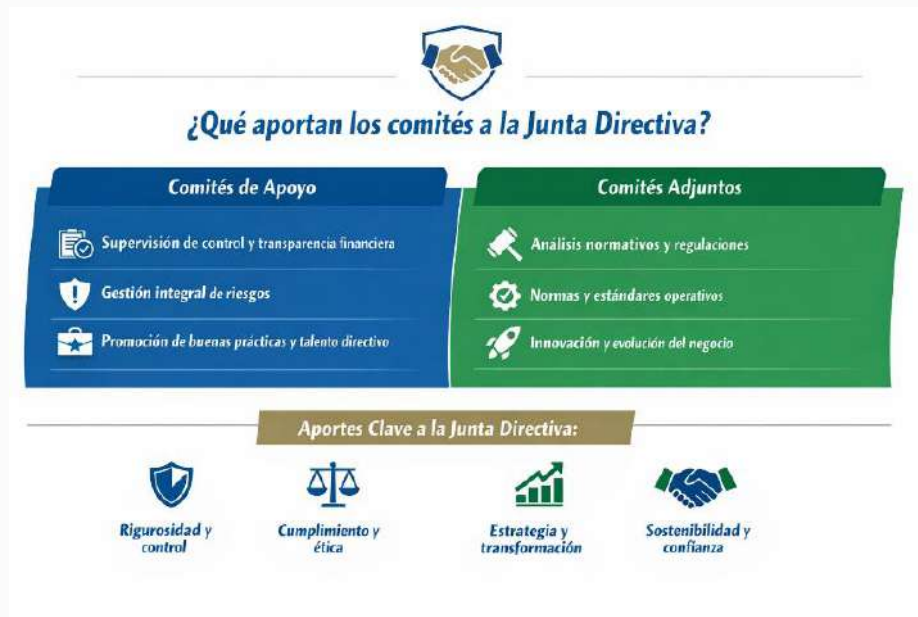 ¿Qué aportan los comités a la Junta Directiva?
Comités de Apoyo
Supervisión de control y transparencia financiera
Gestión integral de riesgos
Promoción de buenas prácticas y talento directivo
Comités Adjuntos
Análisis normativos y regulaciones
Normas y estándares operativos
Innovación y evolución del negocio
Aportes Clave a la Junta Directiva:
Rigurosidad y
control
Cumplimiento y
ética
Estrategia y
transformación
Sostenibilidad y
confianza